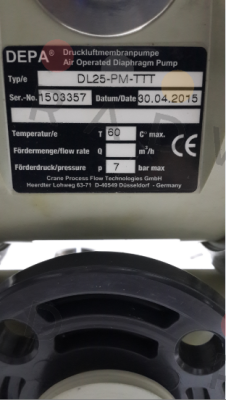 DEPA® Druckluftmembranpumpe
Air Operated Diaphragm Pump
Typ/e DL25-PM-TTT
Ser.-No. 1503357 Datum/Date 30.04.2015
Temperatur/e T 60 C° max.
Fördermenge/flow rate Q m³/h
Förderdruck/pressure p 7 bar max
CE
Crane Process Flow Technologies GmbH
Heerdter Lohweg 63-71 D-40549 Düsseldorf - Germany